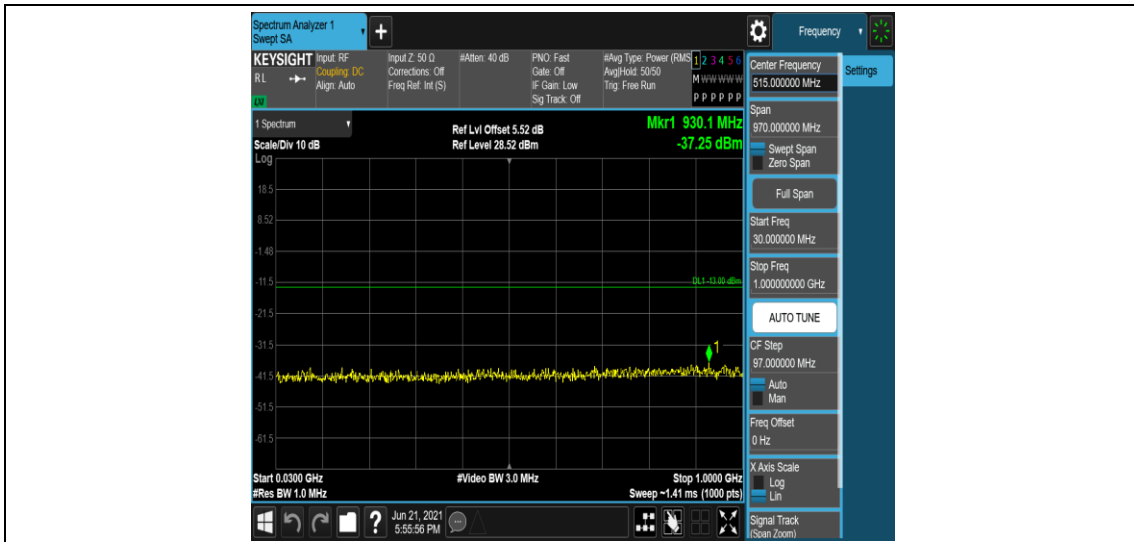 Spectrum Analyzer 1
Swept SA
Frequency
KEYSIGHT
RL
LXI
Input: RF
Coupling: DC
Align: Auto
Input Z: 50 Ω
Corrections: Off
Freq Ref: Int (S)
#Atten: 40 dB
PNO: Fast
Gate: Off
IF Gain: Low
Sig Track: Off
#Avg Type: Power (RMS
Avg|Hold: 50/50
Trig: Free Run
1 2 3 4 5 6
M W W W W W
P P P P P P
1 Spectrum
Scale/Div 10 dB
Log
Ref Lvl Offset 5.52 dB
Ref Level 28.52 dBm
Mkr1 930.1 MHz
-37.25 dBm
18.5
8.52
-1.48
-11.5
-21.5
-31.5
-41.5
-51.5
-61.5
DL1 -13.00 dBm
1
Start 0.0300 GHz
#Res BW 1.0 MHz
#Video BW 3.0 MHz
Stop 1.0000 GHz
Sweep ~1.41 ms (1000 pts)
Jun 21, 2021
5:55:56 PM
Center Frequency
515.000000 MHz
Settings
Span
970.000000 MHz
Swept Span
Zero Span
Full Span
Start Freq
30.000000 MHz
Stop Freq
1.000000000 GHz
AUTO TUNE
CF Step
97.000000 MHz
Auto
Man
Freq Offset
0 Hz
X Axis Scale
Log
Lin
Signal Track
(Span Zoom)